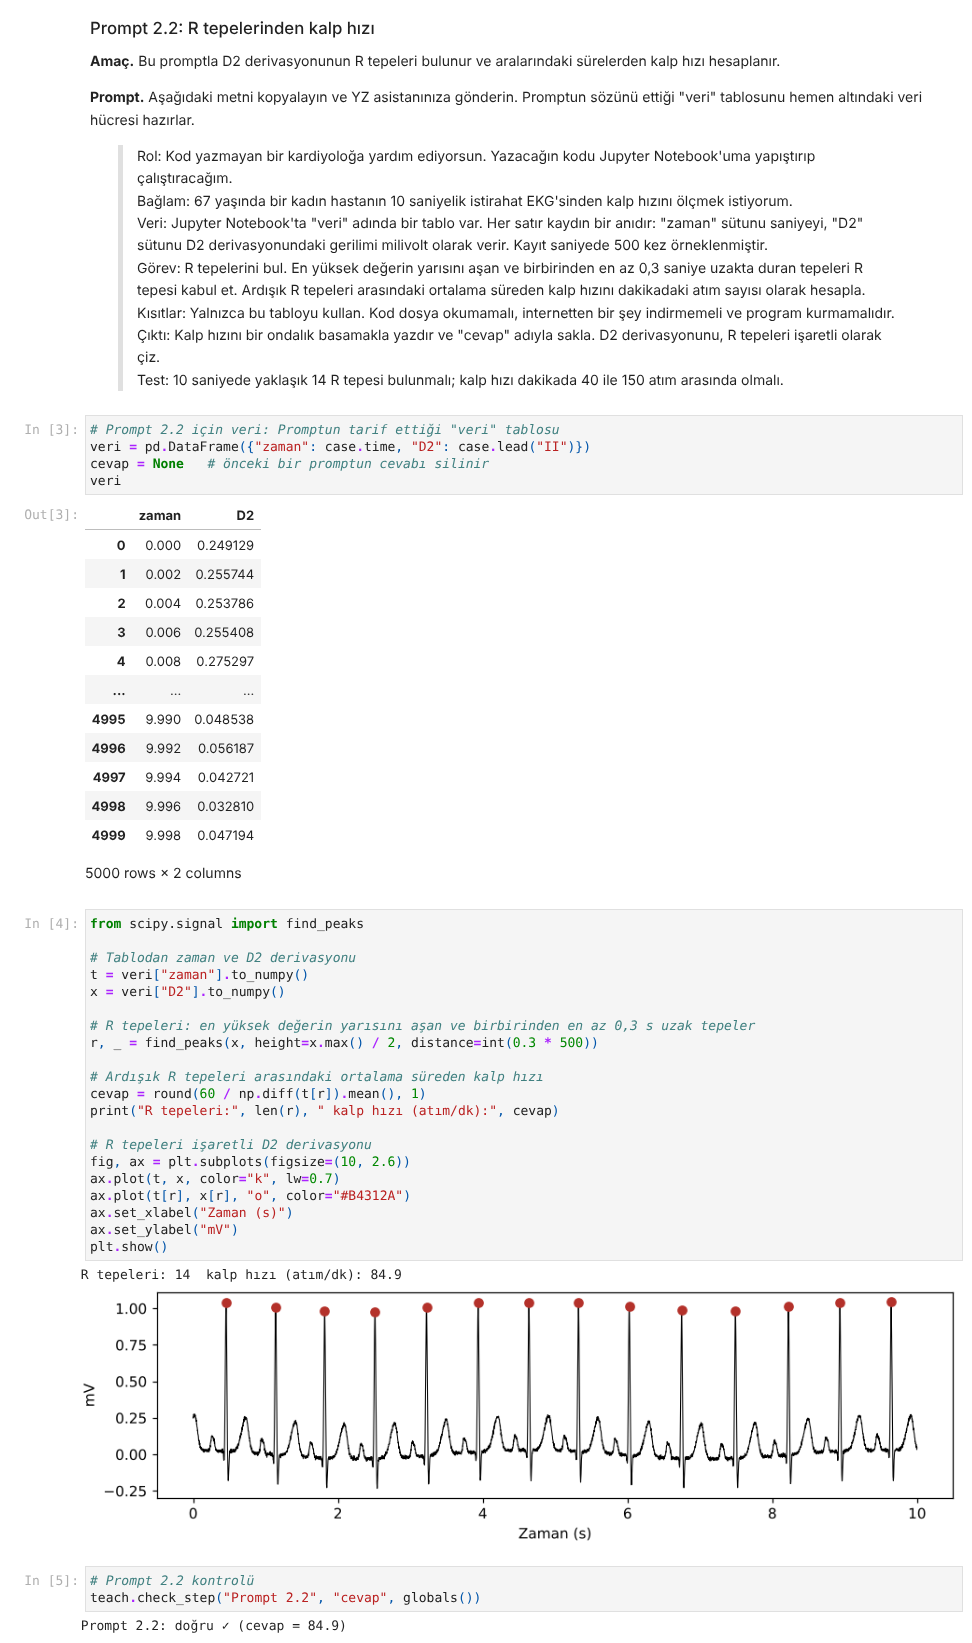 Prompt 2.2: R tepelerinden kalp hızı
Amaç. Bu promptla D2 derivasyonunun R tepeleri bulunur ve aralarındaki sürelerden kalp hızı hesaplanır.
Prompt. Aşağıdaki metni kopyalayın ve YZ asistanınıza gönderin. Promptun sözünü ettiği "veri" tablosunu hemen altındaki veri
hücresi hazırlar.
Rol: Kod yazmayan bir kardiyoloğa yardım ediyorsun. Yazacağın kodu Jupyter Notebook'uma yapıştırıp
çalıştıracağım.
Bağlam: 67 yaşında bir kadın hastanın 10 saniyelik istirahat EKG'sinden kalp hızını ölçmek istiyorum.
Veri: Jupyter Notebook'ta "veri" adında bir tablo var. Her satır kaydın bir anıdır: "zaman" sütunu saniyeyi, "D2"
sütunu D2 derivasyonundaki gerilimi milivolt olarak verir. Kayıt saniyede 500 kez örneklenmiştir.
Görev: R tepelerini bul. En yüksek değerin yarısını aşan ve birbirinden en az 0,3 saniye uzakta duran tepeleri R
tepesi kabul et. Ardışık R tepeleri arasındaki ortalama süreden kalp hızını dakikadaki atım sayısı olarak hesapla.
Kısıtlar: Yalnızca bu tabloyu kullan. Kod dosya okumamalı, internetten bir şey indirmemeli ve program kurmamalıdır.
Çıktı: Kalp hızını bir ondalık basamakla yazdır ve "cevap" adıyla sakla. D2 derivasyonunu, R tepeleri işaretli olarak
çiz.
Test: 10 saniyede yaklaşık 14 R tepesi bulunmalı; kalp hızı dakikada 40 ile 150 atım arasında olmalı.
In [3]: # Prompt 2.2 için veri: Promptun tarif ettiği "veri" tablosu
veri = pd.DataFrame({"zaman": case.time, "D2": case.lead("II")})
cevap = None   # önceki bir promptun cevabı silinir
veri
Out[3]: zaman D2
0 0.000 0.249129
1 0.002 0.255744
2 0.004 0.253786
3 0.006 0.255408
4 0.008 0.275297
... ... ...
4995 9.990 0.048538
4996 9.992 0.056187
4997 9.994 0.042721
4998 9.996 0.032810
4999 9.998 0.047194
5000 rows × 2 columns
In [4]: from scipy.signal import find_peaks
# Tablodan zaman ve D2 derivasyonu
t = veri["zaman"].to_numpy()
x = veri["D2"].to_numpy()
# R tepeleri: en yüksek değerin yarısını aşan ve birbirinden en az 0,3 s uzak tepeler
r, _ = find_peaks(x, height=x.max() / 2, distance=int(0.3 * 500))
# Ardışık R tepeleri arasındaki ortalama süreden kalp hızı
cevap = round(60 / np.diff(t[r]).mean(), 1)
print("R tepeleri:", len(r), " kalp hızı (atım/dk):", cevap)
# R tepeleri işaretli D2 derivasyonu
fig, ax = plt.subplots(figsize=(10, 2.6))
ax.plot(t, x, color="k", lw=0.7)
ax.plot(t[r], x[r], "o", color="#B4312A")
ax.set_xlabel("Zaman (s)")
ax.set_ylabel("mV")
plt.show()
R tepeleri: 14  kalp hızı (atım/dk): 84.9
1.00
0.75
0.50
0.25
0.00
−0.25
mV
0 2 4 6 8 10
Zaman (s)
In [5]: # Prompt 2.2 kontrolü
teach.check_step("Prompt 2.2", "cevap", globals())
Prompt 2.2: doğru ✓ (cevap = 84.9)